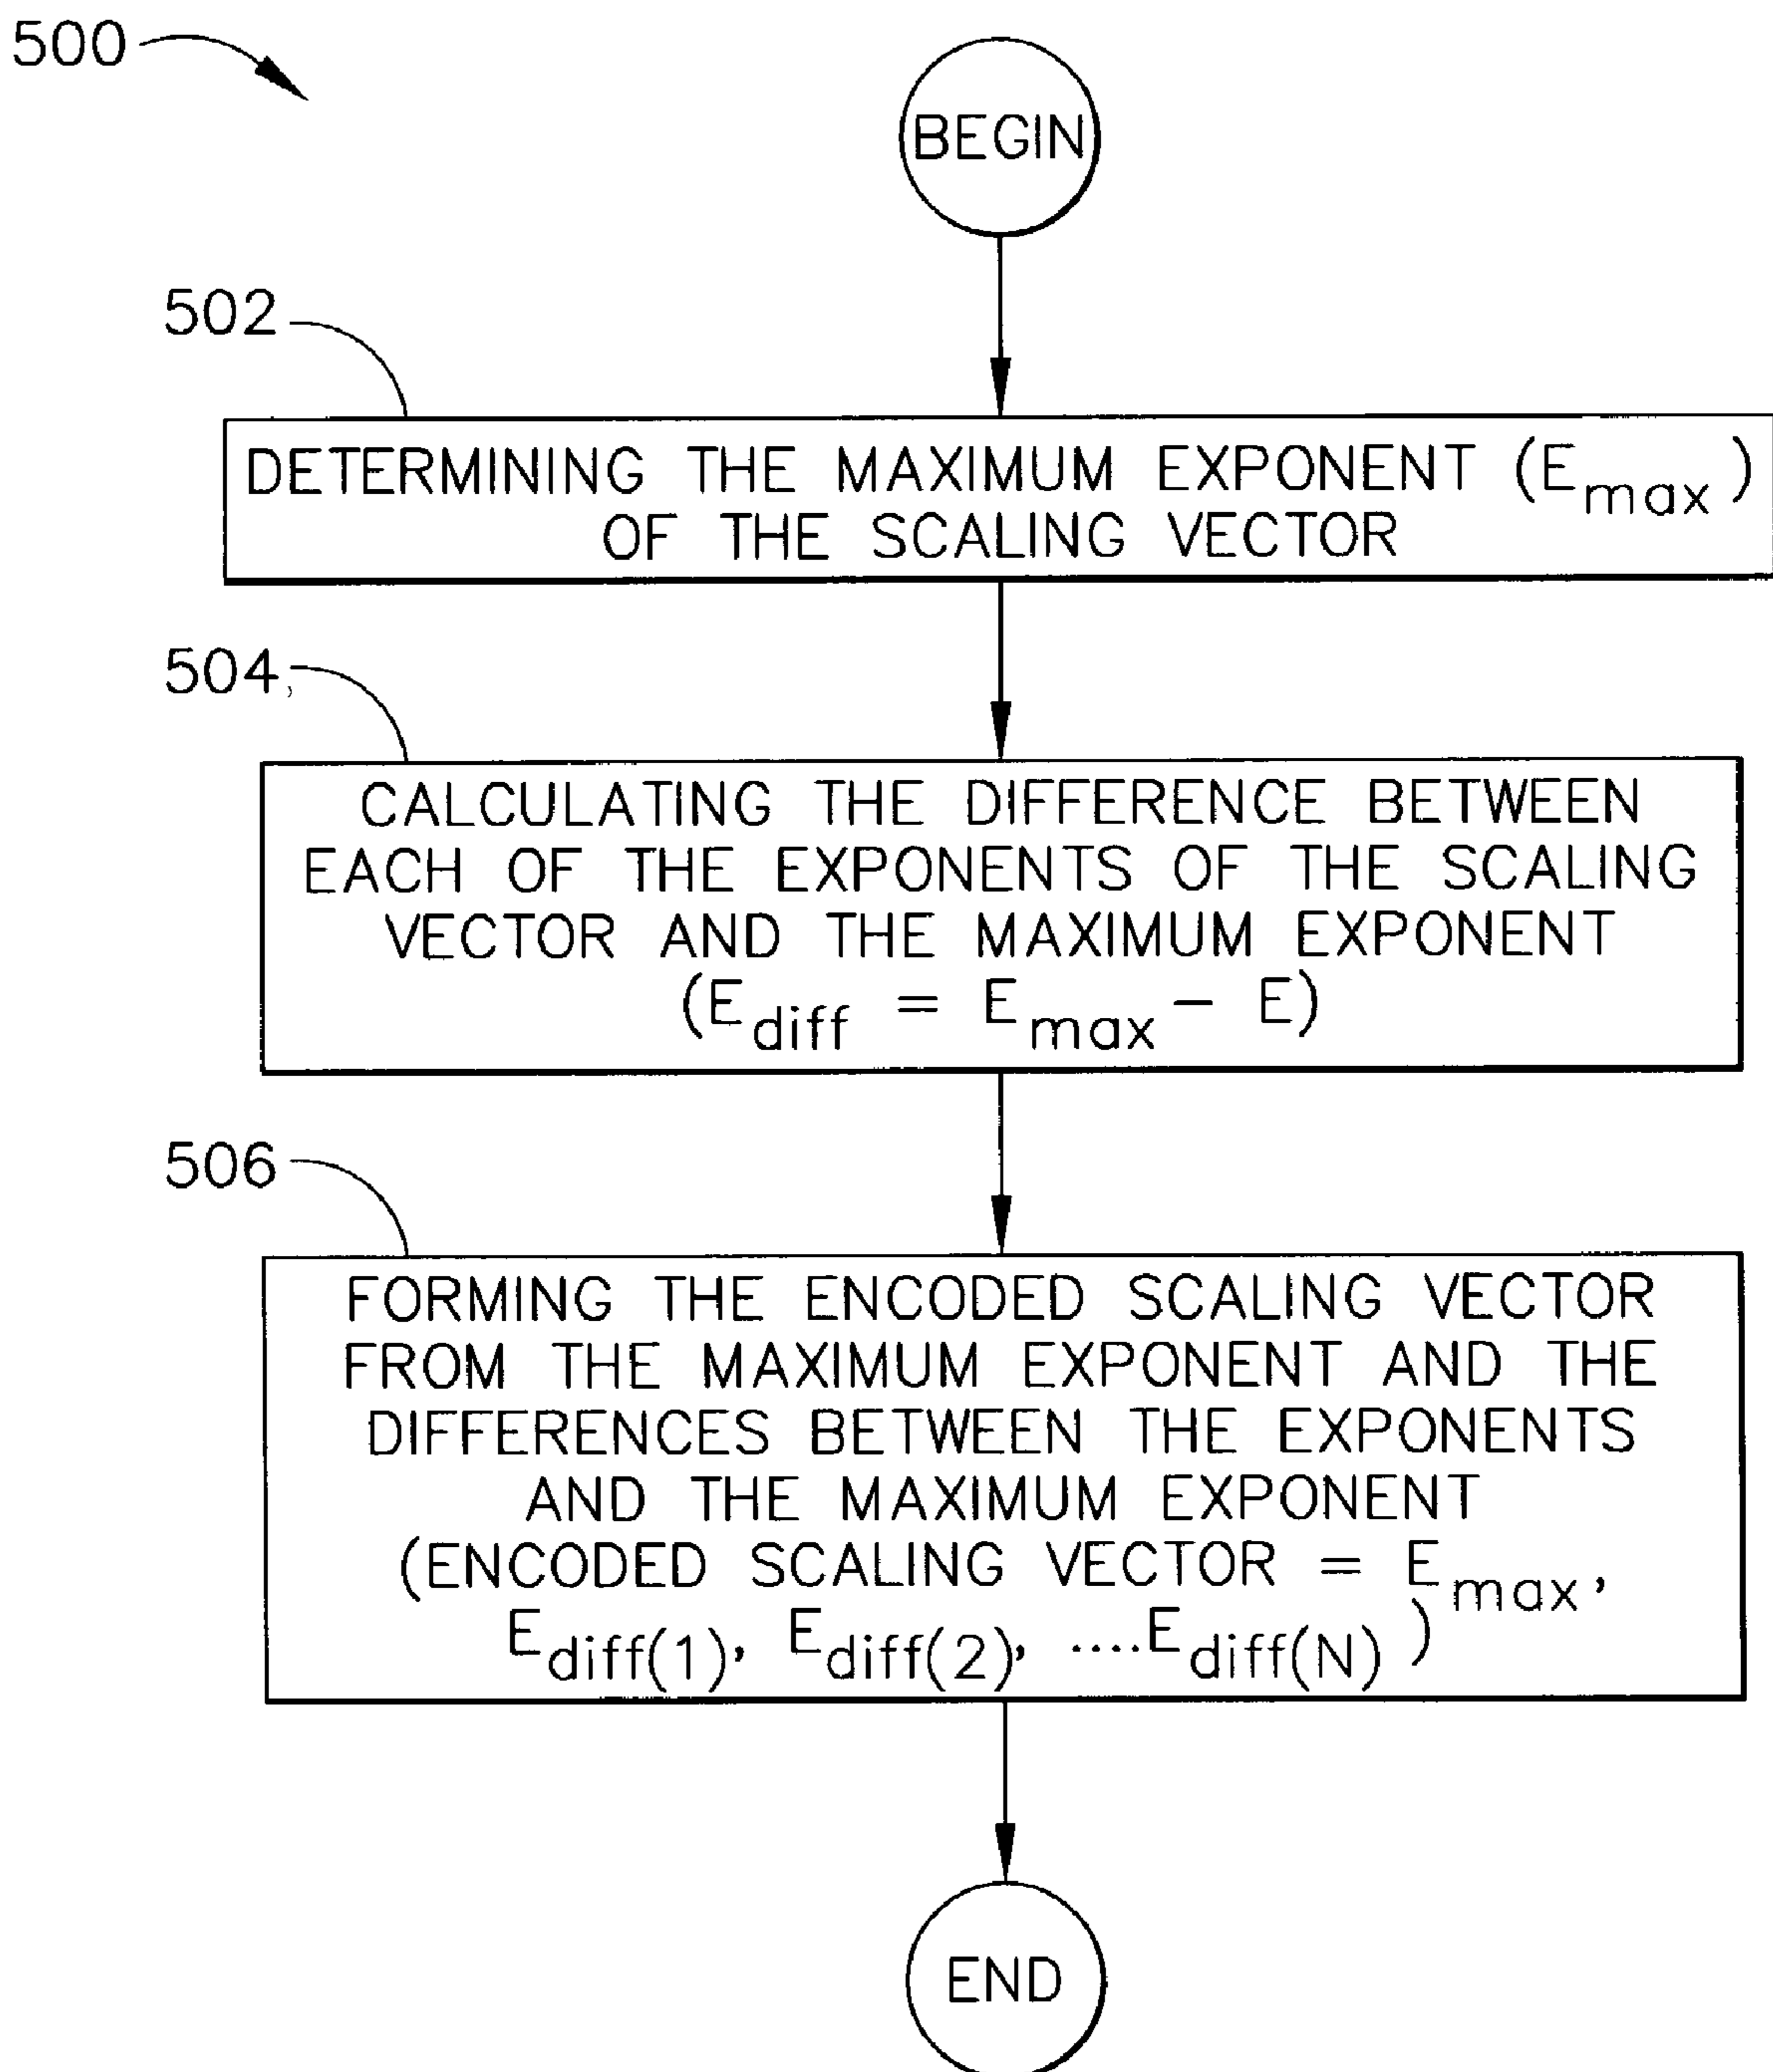 500
BEGIN
502
DETERMINING THE MAXIMUM EXPONENT (Emax)
OF THE SCALING VECTOR
504
CALCULATING THE DIFFERENCE BETWEEN
EACH OF THE EXPONENTS OF THE SCALING
VECTOR AND THE MAXIMUM EXPONENT
(Ediff = Emax - E)
506
FORMING THE ENCODED SCALING VECTOR
FROM THE MAXIMUM EXPONENT AND THE
DIFFERENCES BETWEEN THE EXPONENTS
AND THE MAXIMUM EXPONENT
(ENCODED SCALING VECTOR = Emax,
Ediff(1), Ediff(2), ....Ediff(N))
END